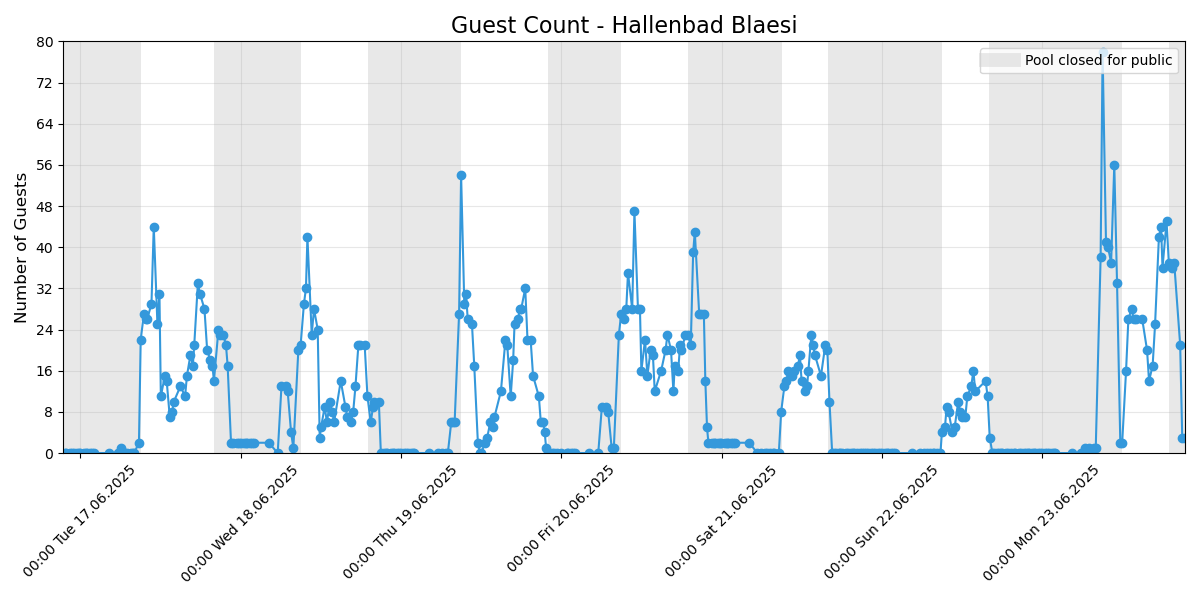 Guest Count - Hallenbad Blaesi
Pool closed for public
Number of Guests
80
72
64
56
48
40
32
24
16
8
0
00:00 Tue 17.06.2025
00:00 Wed 18.06.2025
00:00 Thu 19.06.2025
00:00 Fri 20.06.2025
00:00 Sat 21.06.2025
00:00 Sun 22.06.2025
00:00 Mon 23.06.2025